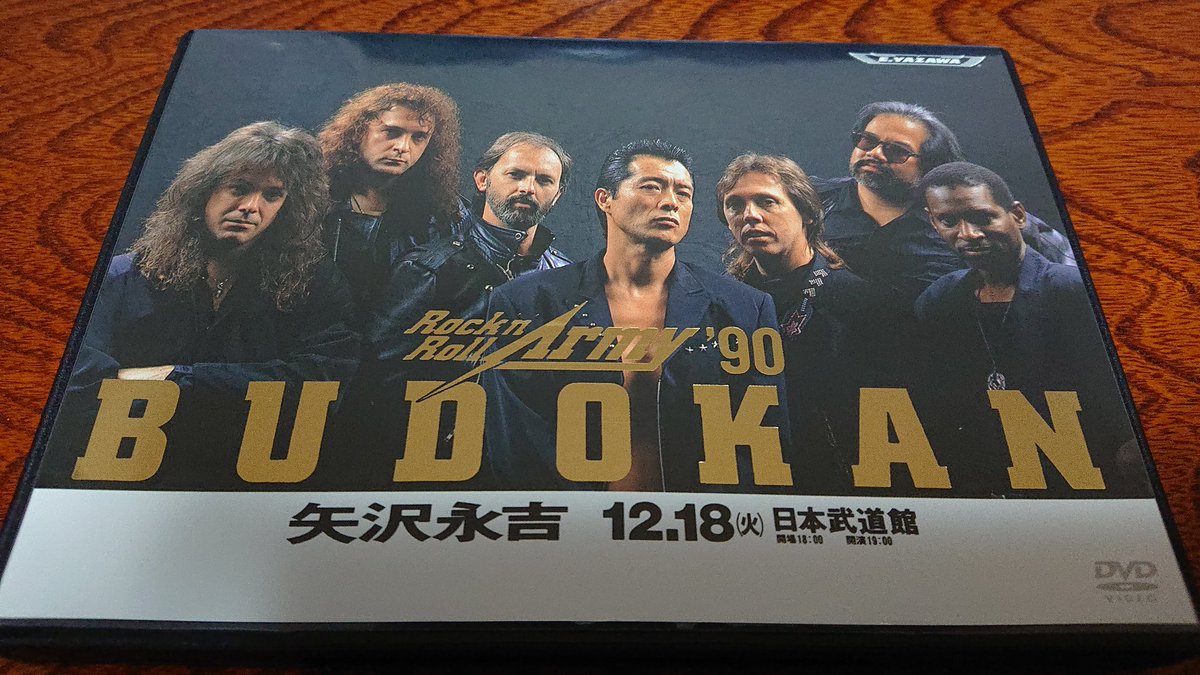 E.YAZAWA
Rock n Roll Army '90
BUDOKAN
矢沢永吉 12.18(火) 日本武道館
開場18:00 開演19:00
DVD
VIDEO